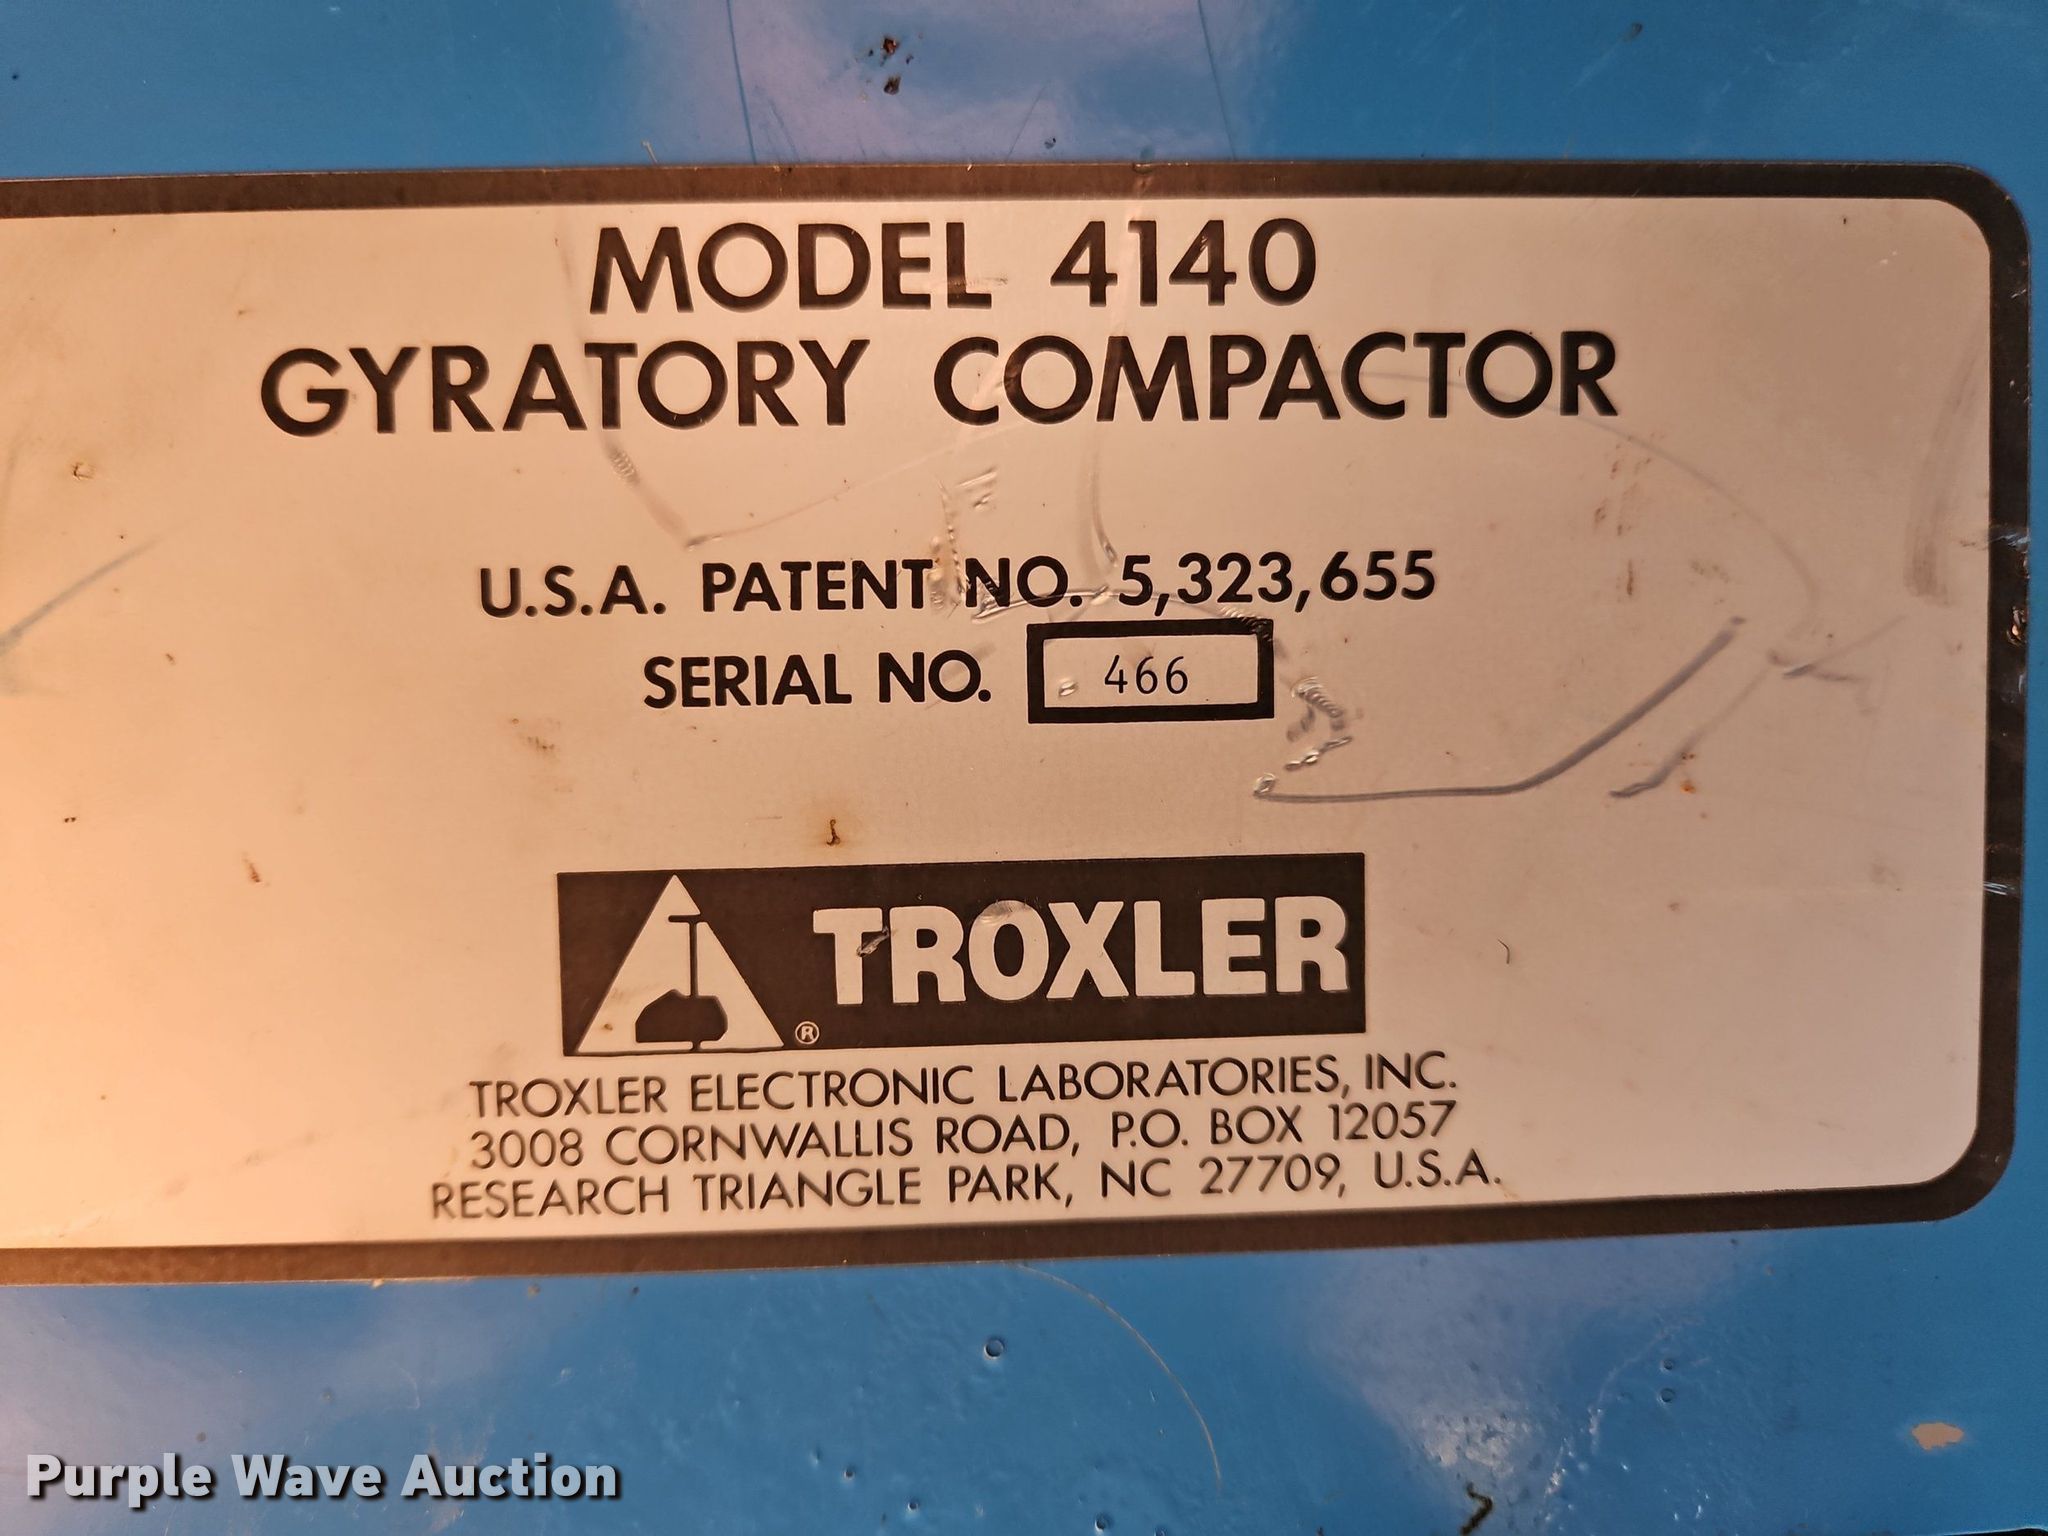 MODEL 4140
GYRATORY COMPACTOR
U.S.A. PATENT NO. 5,323,655
SERIAL NO. 466
® TROXLER
TROXLER ELECTRONIC LABORATORIES, INC.
3008 CORNWALLIS ROAD, P.O. BOX 12057
RESEARCH TRIANGLE PARK, NC 27709, U.S.A.
Purple Wave Auction